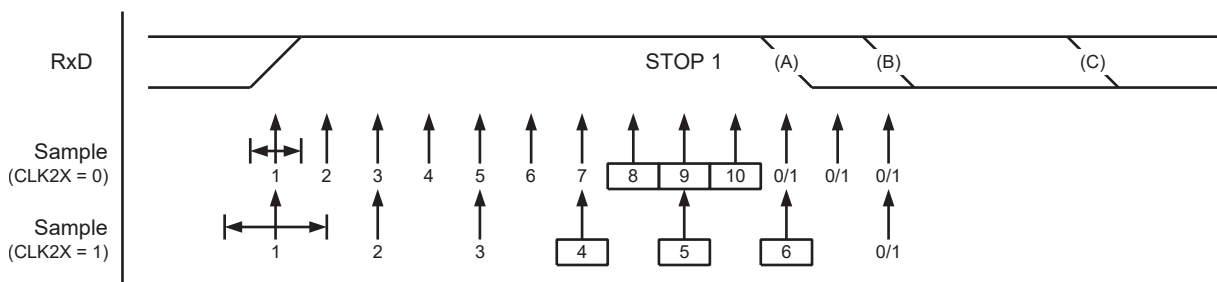 RxD STOP 1 (A) (B) (C)
Sample
(CLK2X = 0) 1 2 3 4 5 6 7 8 9 10 0/1 0/1 0/1
Sample
(CLK2X = 1) 1 2 3 4 5 6 0/1